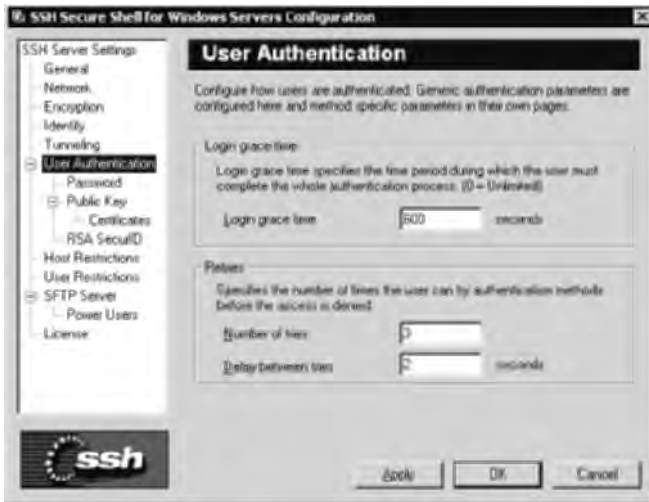 SSH Secure Shell for Windows Servers Configuration
SSH Server Settings
General
Network
Encryption
Identity
Tunneling
User Authentication
Password
Public Key
Certificates
RSA SecurID
Host Restrictions
User Restrictions
SFTP Server
Power Users
License
ssh
User Authentication
Configure how users are authenticated. Generic authentication parameters are
configured here and method specific parameters in their own pages.
Login grace time
Login grace time specifies the time period during which the user must
complete the whole authentication process. (0 = Unlimited)
Login grace time 600 seconds
Retries
Specifies the number of times the user can try authentication methods
before the access is denied.
Number of tries 3
Delay between tries 2 seconds
Apply OK Cancel